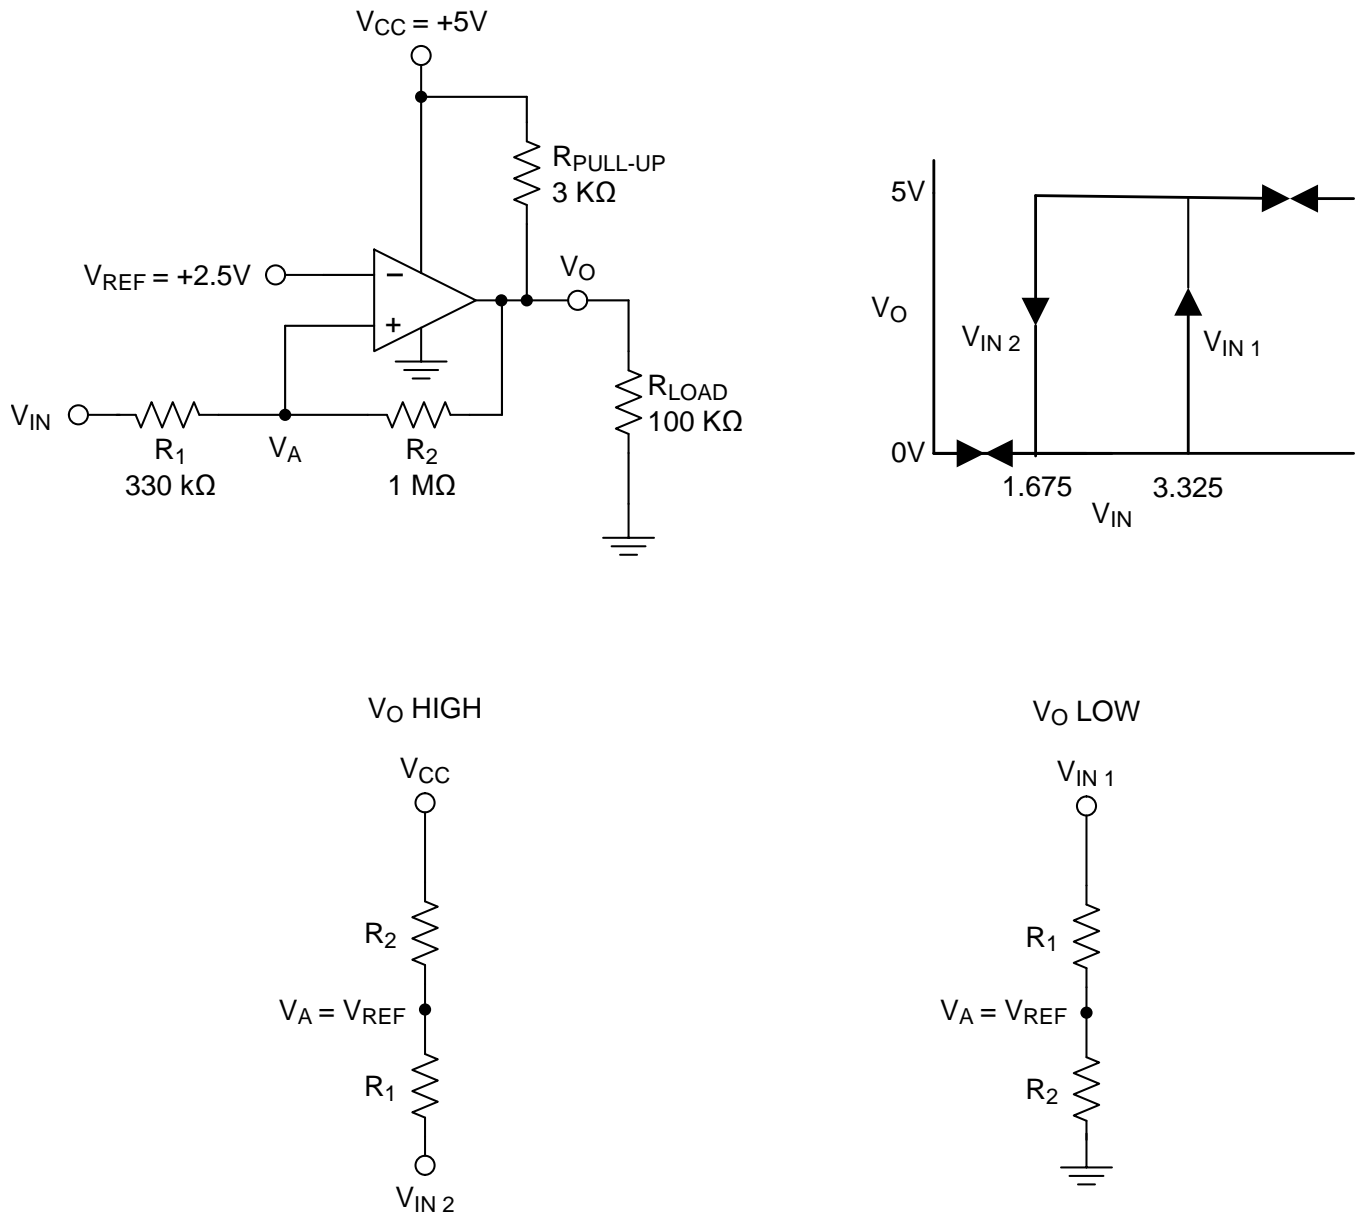 VCC = +5V
RPULL-UP
3 KΩ
VREF = +2.5V
−
+
VO
VIN
R1
330 kΩ
VA
R2
1 MΩ
RLOAD
100 KΩ
5V
VO
VIN 2
VIN 1
0V
1.675
3.325
VIN
VO HIGH
VCC
R2
VA = VREF
R1
VIN 2
VO LOW
VIN 1
R1
VA = VREF
R2